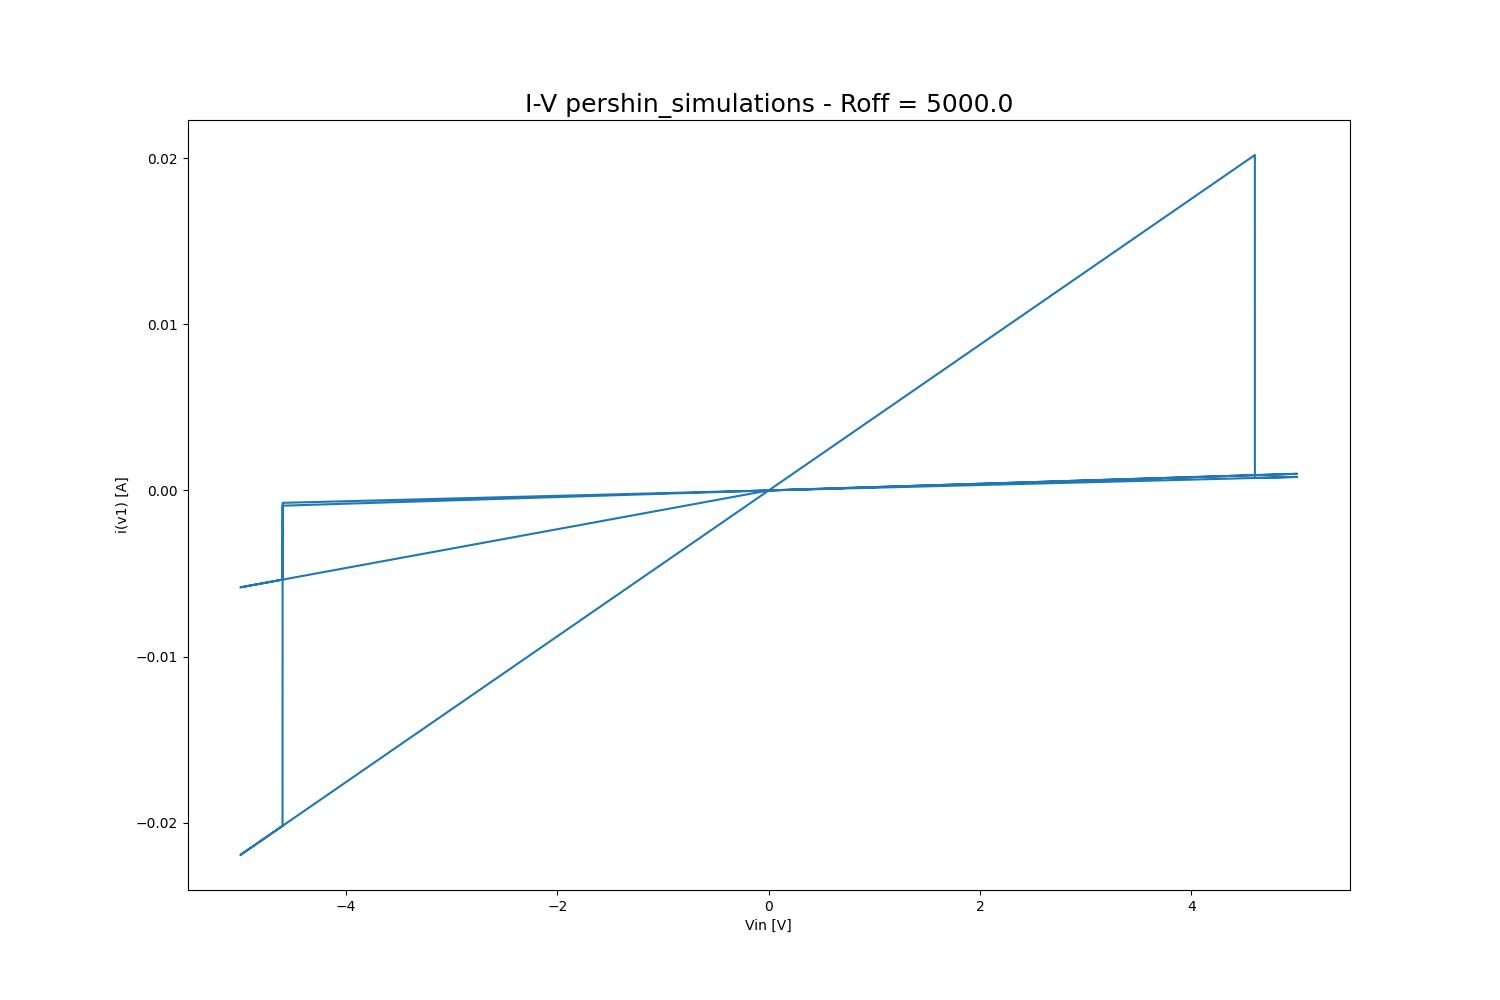 I-V pershin_simulations - Roff = 5000.0
0.02
0.01
0.00
−0.01
−0.02
i(v1) [A]
−4 −2 0 2 4
Vin [V]